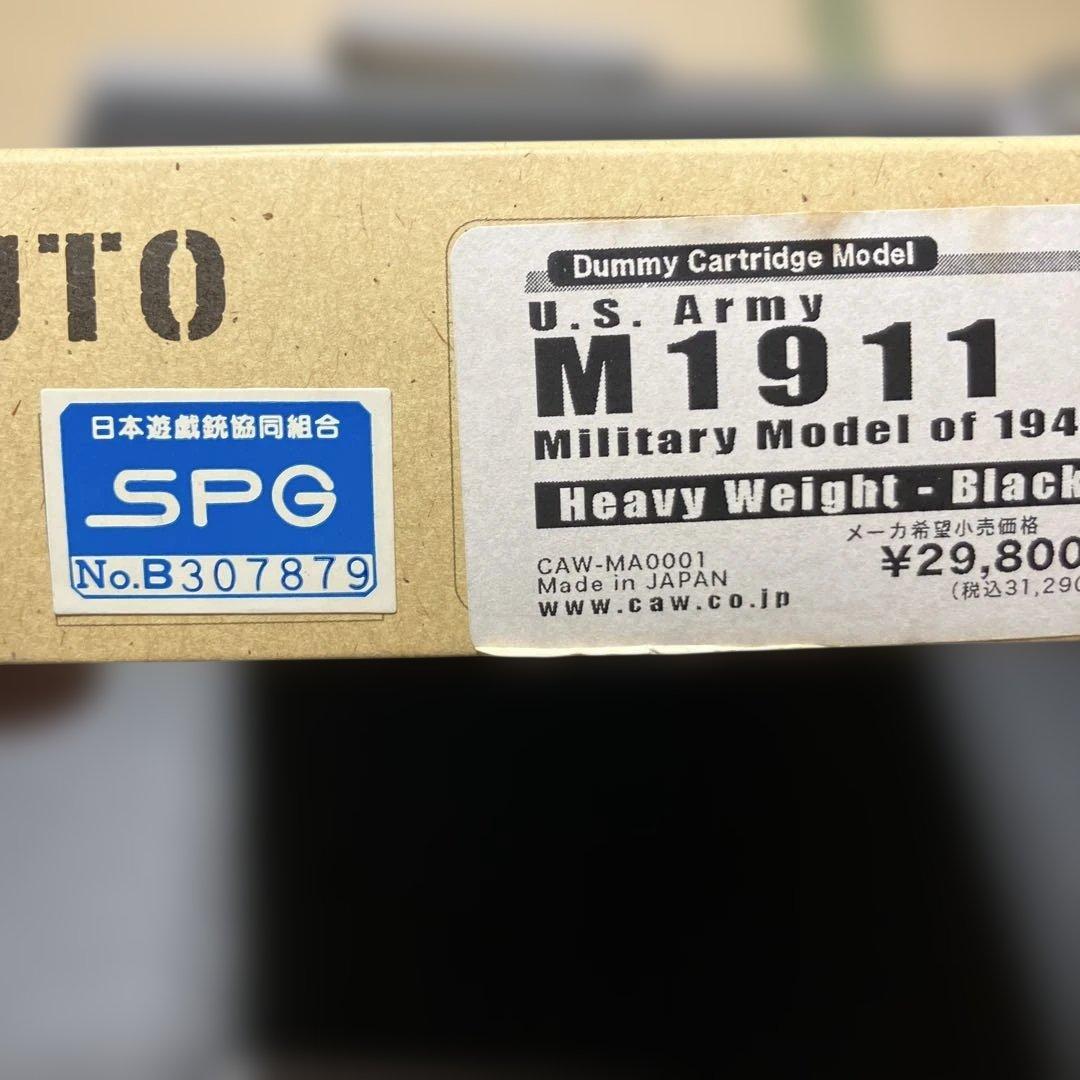 UTO
日本遊戯銃協同組合
SPG
No.B307879
Dummy Cartridge Model
U.S. Army
M1911
Military Model of 194
Heavy Weight - Black
メーカ希望小売価格
CAW-MA0001
¥29,800
Made in JAPAN
(税込31,290
www.caw.co.jp